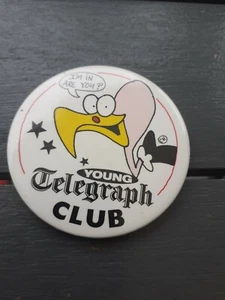 I'M IN
ARE YOU?
YOUNG
Telegraph
CLUB